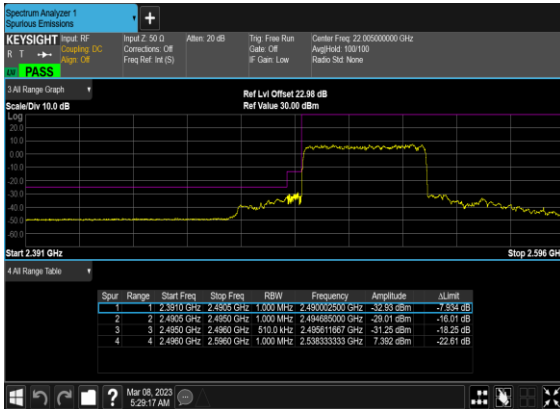 Spectrum Analyzer 1
Spurious Emissions
+
KEYSIGHT Input: RF Input Z: 50 Ω Atten: 20 dB Trig: Free Run Center Freq: 22.005000000 GHz
R T Coupling: DC Corrections: Off Gate: Off Avg|Hold: 100/100
Align: Off Freq Ref: Int (S) IF Gain: Low Radio Std: None
PASS
3 All Range Graph Ref Lvl Offset 22.98 dB
Scale/Div 10.0 dB Ref Value 30.00 dBm
Log
20.0
10.0
0.00
-10.0
-20.0
-30.0
-40.0
-50.0
-60.0
Start 2.391 GHz Stop 2.596 GH
4 All Range Table
Spur Range Start Freq Stop Freq RBW Frequency Amplitude ΔLimit
1 1 2.3910 GHz 2.4905 GHz 1.000 MHz 2.490002500 GHz -32.93 dBm -7.934 dB
2 2 2.4905 GHz 2.4950 GHz 1.000 MHz 2.494685000 GHz -29.01 dBm -16.01 dB
3 3 2.4950 GHz 2.4960 GHz 510.0 kHz 2.495611667 GHz -31.25 dBm -18.25 dB
4 4 2.4960 GHz 2.5960 GHz 1.000 MHz 2.538333333 GHz 7.392 dBm -22.61 dB
? Mar 08, 2023
5:29:17 AM